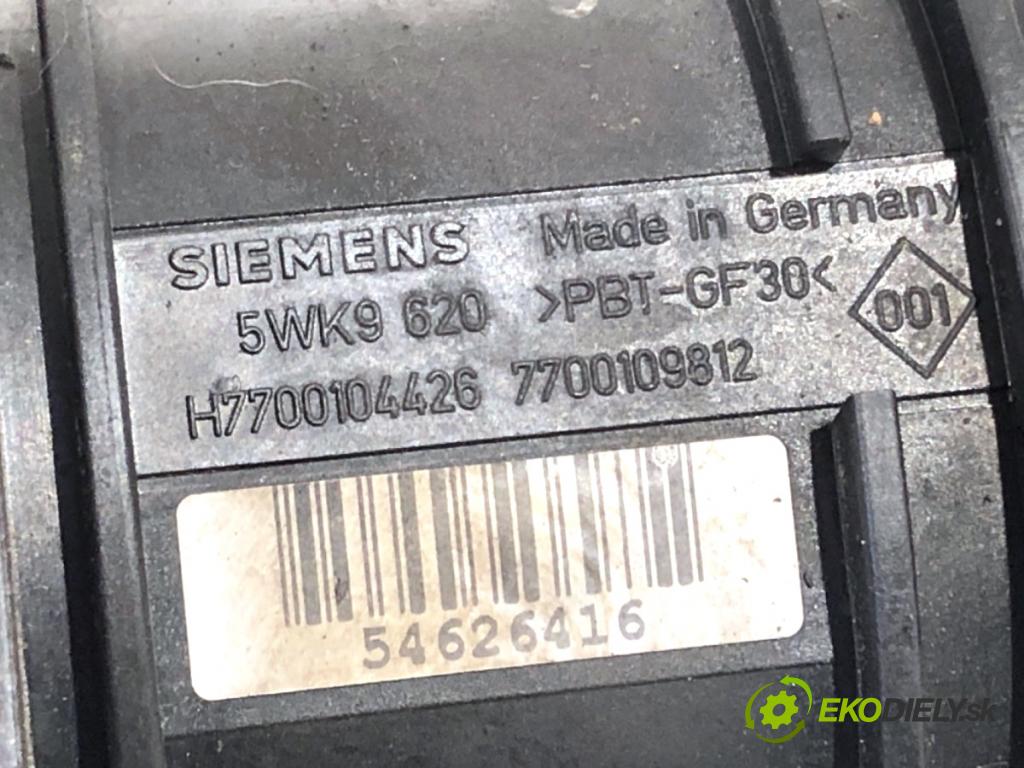 SIEMENS Made in Germany
5WK9 620 >PBT-GF30< 001
H7700104426 7700109812
54626416
EKODIELY.sk